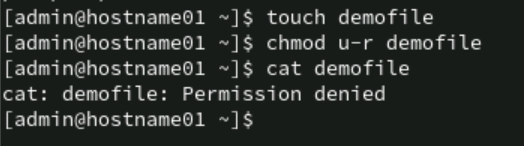 [admin@hostname01 ~]$ touch demofile
[admin@hostname01 ~]$ chmod u-r demofile
[admin@hostname01 ~]$ cat demofile
cat: demofile: Permission denied
[admin@hostname01 ~]$